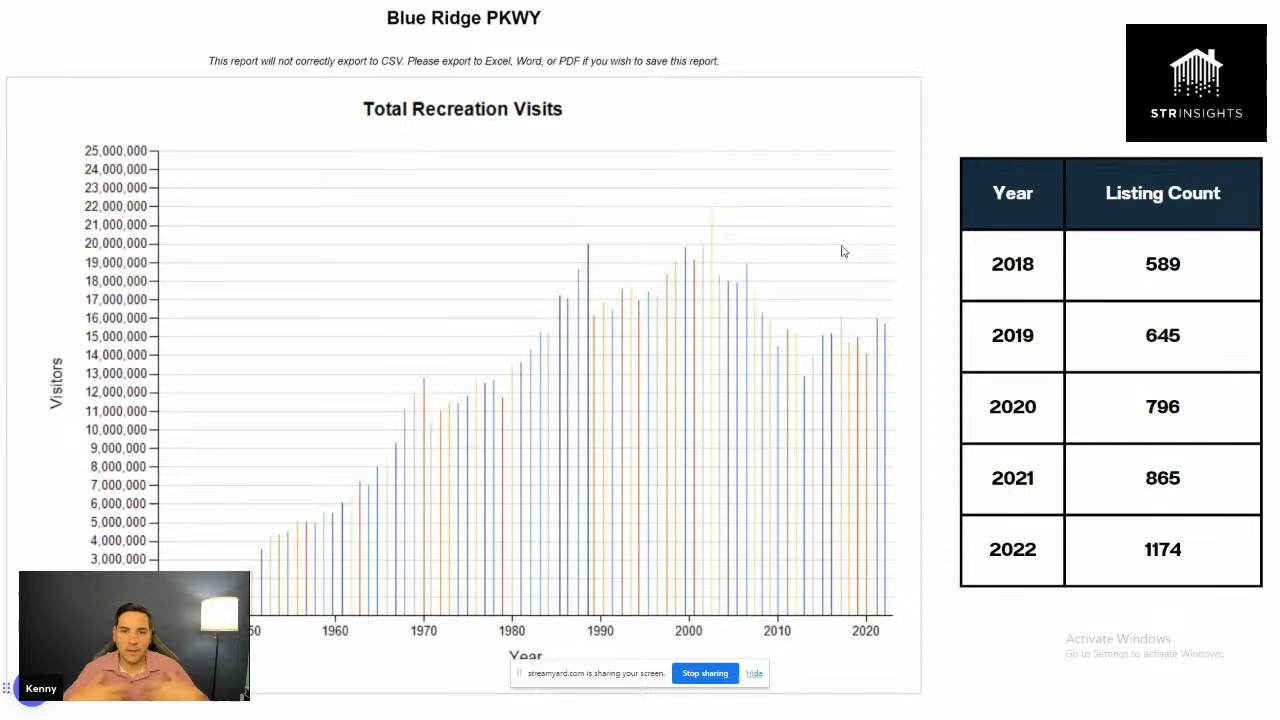 Blue Ridge PKWY
This report will not correctly export to CSV. Please export to Excel, Word, or PDF if you wish to save this report.
Total Recreation Visits
25,000,000
24,000,000
23,000,000
22,000,000
21,000,000
20,000,000
19,000,000
18,000,000
17,000,000
16,000,000
15,000,000
14,000,000
13,000,000
12,000,000
11,000,000
10,000,000
9,000,000
8,000,000
7,000,000
6,000,000
5,000,000
4,000,000
3,000,000
Visitors
50 1960 1970 1980 1990 2000 2010 2020
Year
STRINSIGHTS
Year Listing Count
2018 589
2019 645
2020 796
2021 865
2022 1174
Activate Windows
Go to Settings to activate Windows.
streamyard.com is sharing your screen. Stop sharing Hide
Kenny